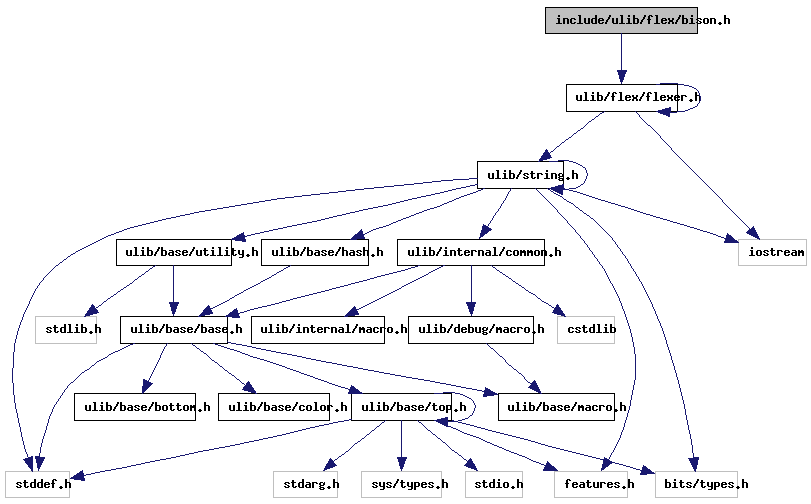 include/ulib/flex/bison.h
ulib/flex/flexer.h
ulib/string.h
ulib/base/utility.h
ulib/base/hash.h
ulib/internal/common.h
iostream
stdlib.h
ulib/base/base.h
ulib/internal/macro.h
ulib/debug/macro.h
cstdlib
ulib/base/bottom.h
ulib/base/color.h
ulib/base/top.h
ulib/base/macro.h
stddef.h
stdarg.h
sys/types.h
stdio.h
features.h
bits/types.h